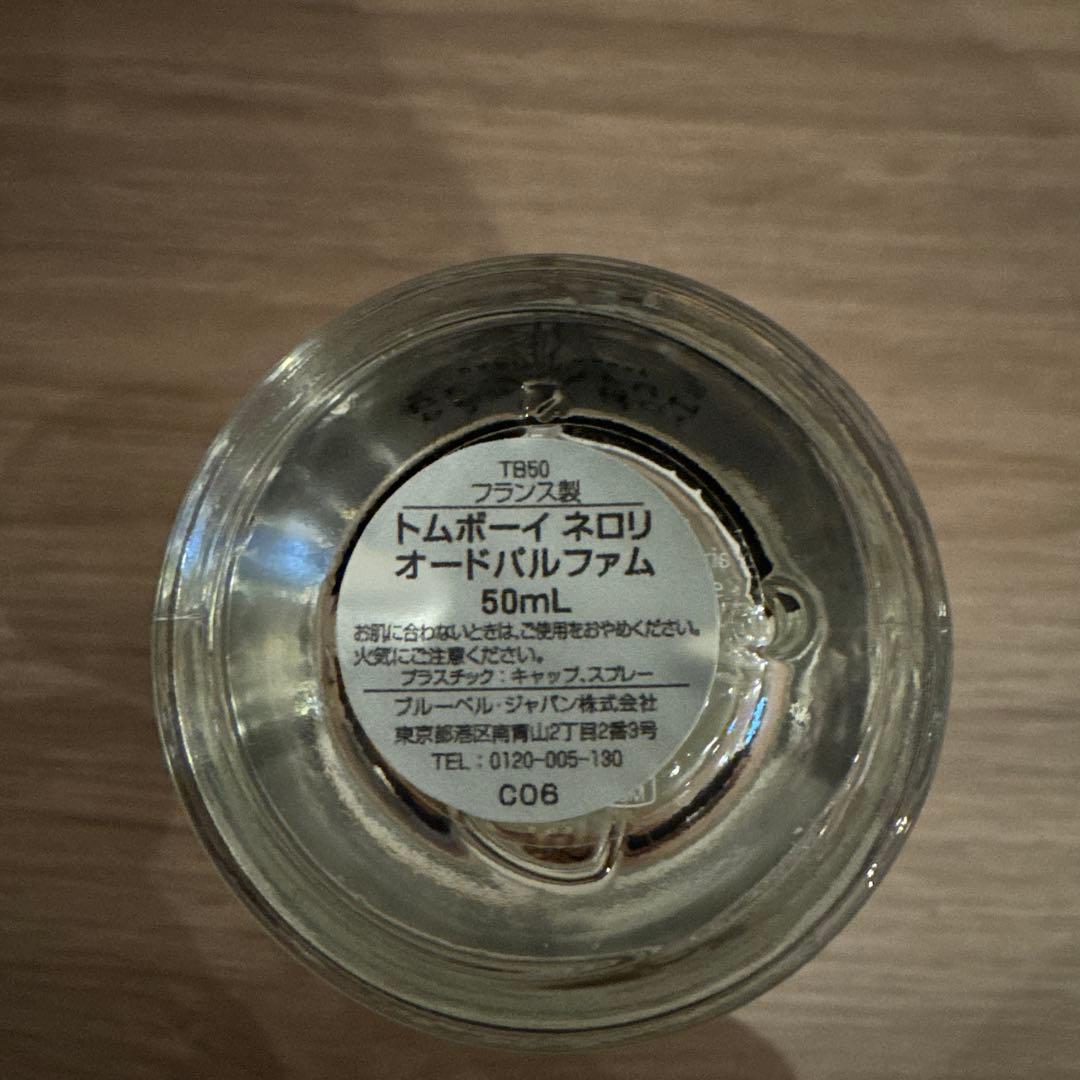 TB50
フランス製
トムボーイ ネロリ
オードパルファム
50mL
お肌に合わないときは、ご使用をおやめください。
火気にご注意ください。
プラスチック：キャップ、スプレー
ブルーベル・ジャパン株式会社
東京都港区南青山2丁目2番3号
TEL：0120-005-130
C06